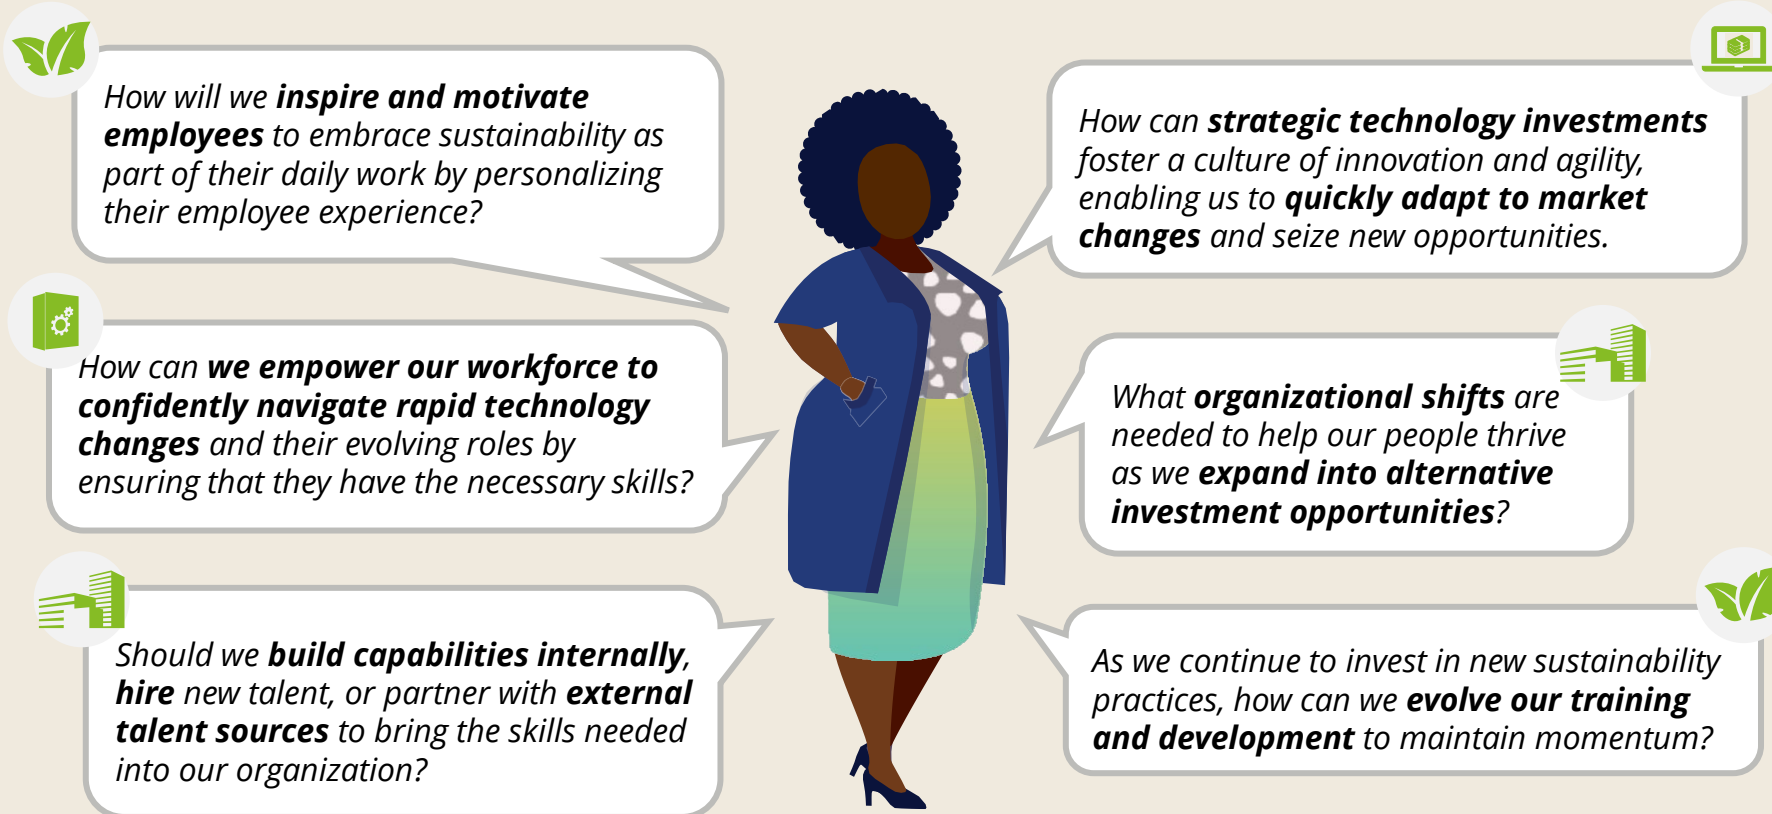 How will we inspire and motivate
employees to embrace sustainability as
part of their daily work by personalizing
their employee experience?
How can we empower our workforce to
confidently navigate rapid technology
changes and their evolving roles by
ensuring that they have the necessary skills?
Should we build capabilities internally,
hire new talent, or partner with external
talent sources to bring the skills needed
into our organization?
How can strategic technology investments
foster a culture of innovation and agility,
enabling us to quickly adapt to market
changes and seize new opportunities.
What organizational shifts are
needed to help our people thrive
as we expand into alternative
investment opportunities?
As we continue to invest in new sustainability
practices, how can we evolve our training
and development to maintain momentum?